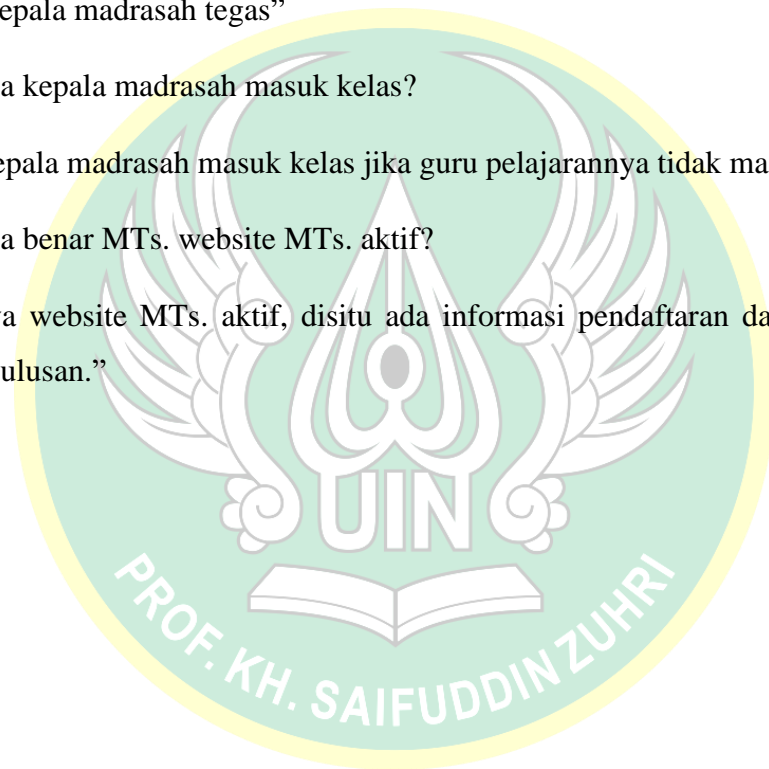 epala madrasah tegas”
a kepala madrasah masuk kelas?
epala madrasah masuk kelas jika guru pelajarannya tidak ma
a benar MTs. website MTs. aktif?
a website MTs. aktif, disitu ada informasi pendaftaran da
ulusan.”
UIN
PROF. KH. SAIFUDDIN ZUHRI